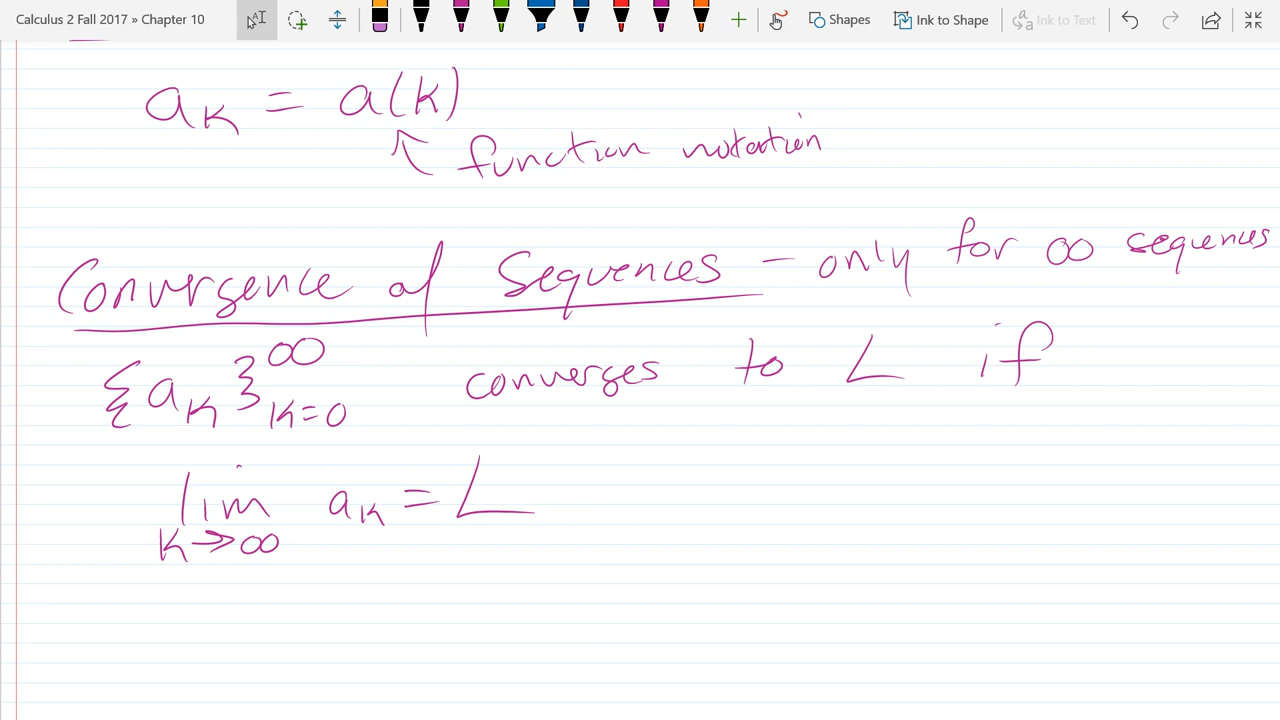 Calculus 2 Fall 2017 » Chapter 10
Shapes
Ink to Shape
Ink to Text
a_K = a(k)
↑ function notation
Convergence of Sequences – only for ∞ sequences
{a_K}_{K=0}^∞ converges to L if
lim a_K = L
K→∞